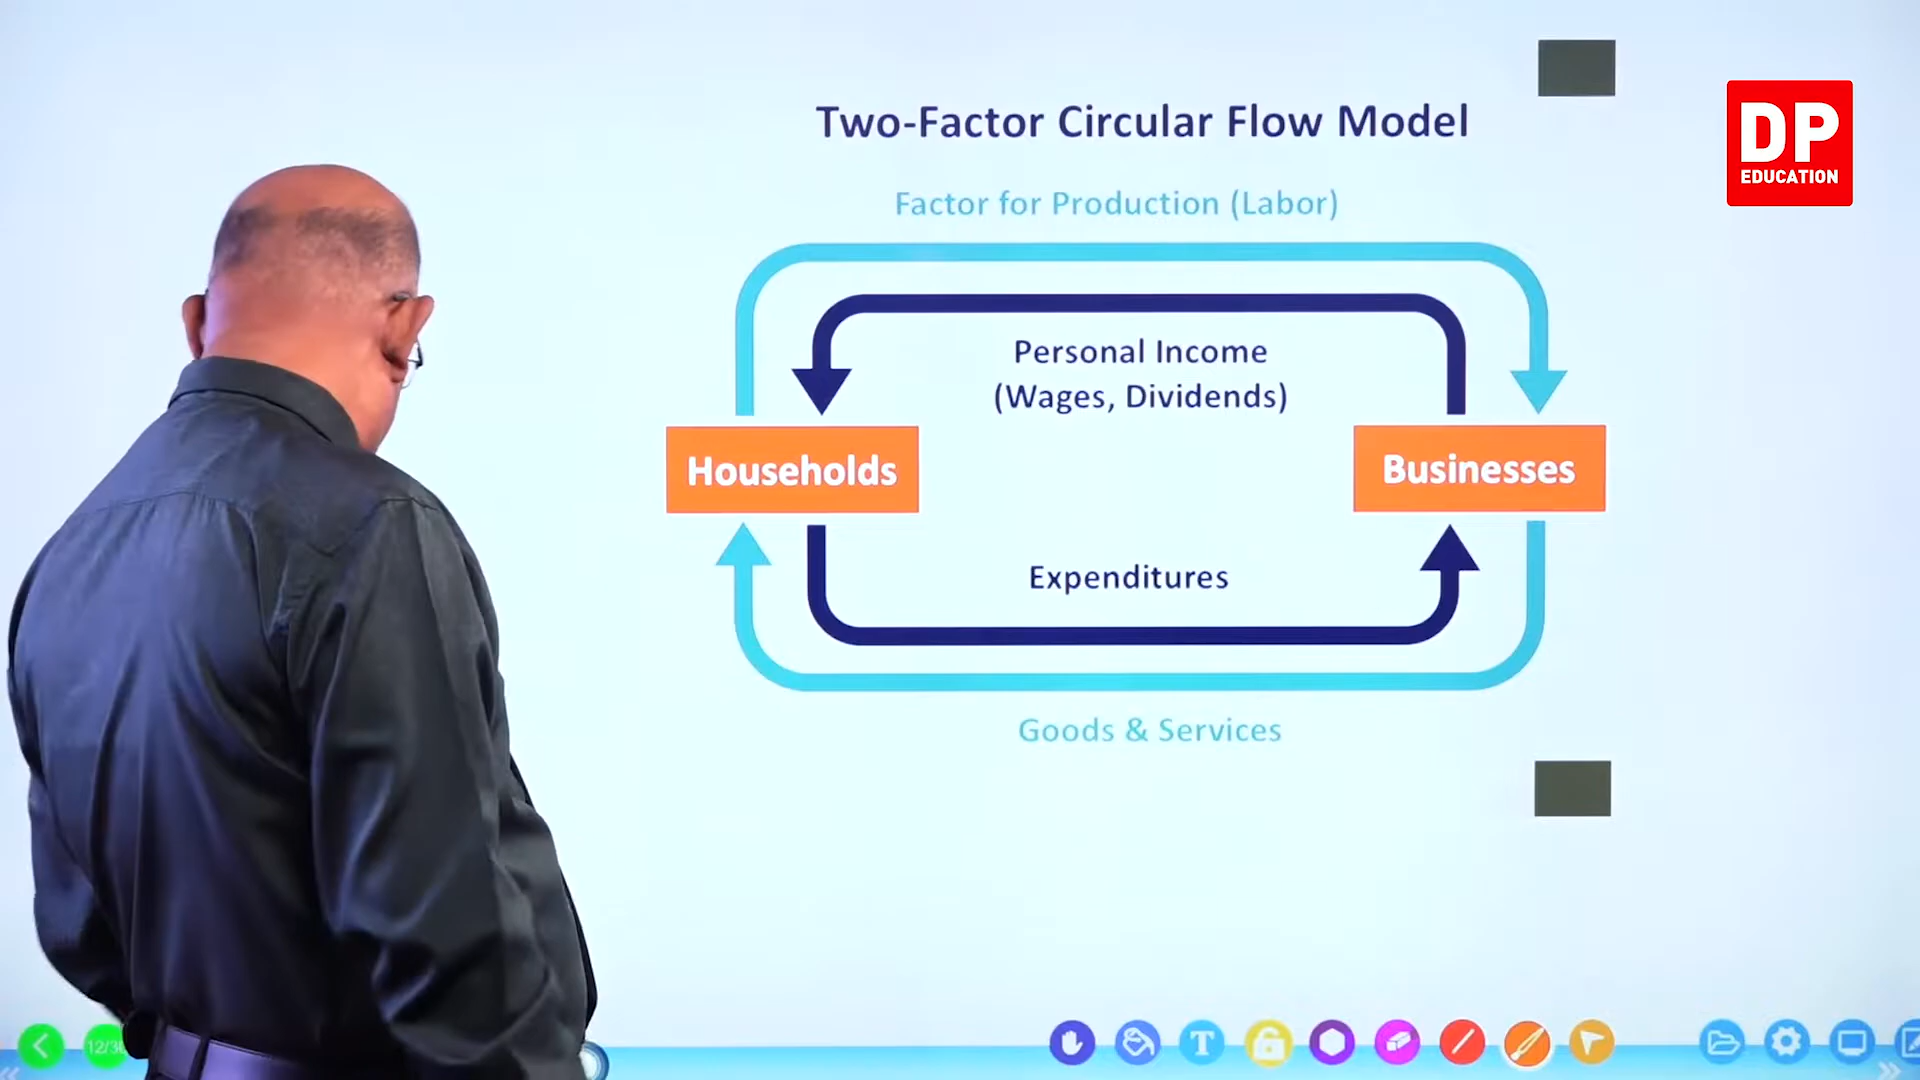 Two-Factor Circular Flow Model
DP
EDUCATION
Factor for Production (Labor)
Personal Income
(Wages, Dividends)
Households
Businesses
Expenditures
Goods & Services
T